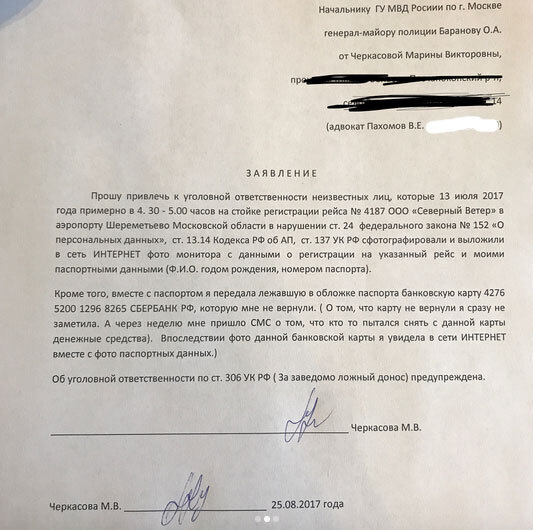 Начальнику ГУ МВД Росиии по г. Москве
генерал-майору полиции Баранову О.А.
от Черкасовой Марины Викторовны,
14
(адвокат Пахомов В.Е. )
З А Я В Л Е Н И Е
Прошу привлечь к уголовной ответственности неизвестных лиц, которые 13 июля 2017
года примерно в 4. 30 - 5.00 часов на стойке регистрации рейса № 4187 ООО «Северный Ветер» в
аэропорту Шереметьево Московской области в нарушении ст. 24 федерального закона № 152 «О
персональных данных», ст. 13.14 Кодекса РФ об АП, ст. 137 УК РФ сфотографировали и выложили
в сеть ИНТЕРНЕТ фото монитора с данными о регистрации на указанный рейс и моими
паспортными данными (Ф.И.О. годом рождения, номером паспорта).
Кроме того, вместе с паспортом я передала лежавшую в обложке паспорта банковскую карту 4276
5200 1296 8265 СБЕРБАНК РФ, которую мне не вернули. ( О том, что карту не вернули я сразу не
заметила. А через неделю мне пришло СМС о том, что кто то пытался снять с данной карты
денежные средства). Впоследствии фото данной банковской карты я увидела в сети ИНТЕРНЕТ
вместе с фото паспортных данных.)
Об уголовной ответственности по ст. 306 УК РФ ( За заведомо ложный донос) предупреждена.
Черкасова М.В.
Черкасова М.В. 25.08.2017 года